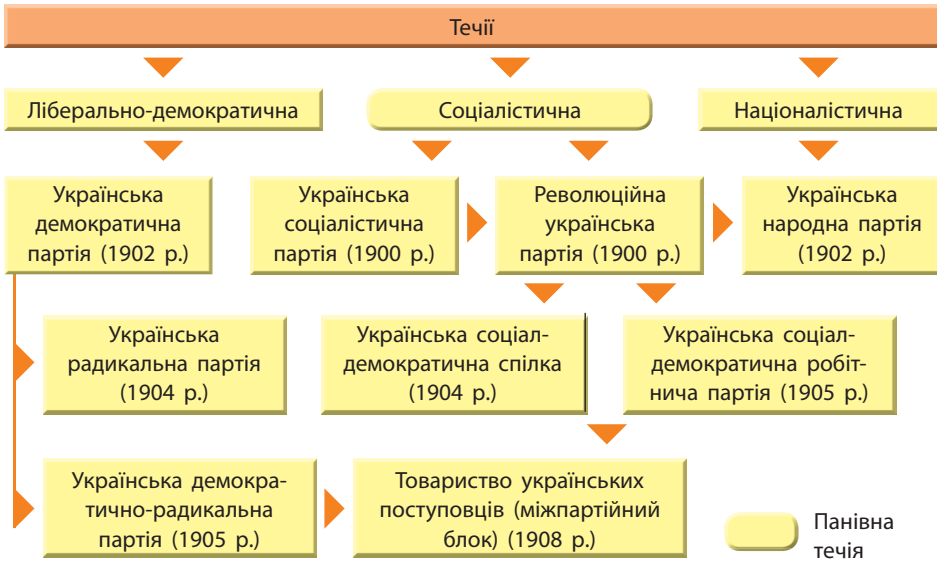 Течії
Ліберально-демократична
Соціалістична
Націоналістична
Українська
демократична
партія (1902 р.)
Українська
соціалістична
партія (1900 р.)
Революційна
українська
партія (1900 р.)
Українська
народна партія
(1902 р.)
Українська
радикальна партія
(1904 р.)
Українська соціал-
демократична спілка
(1904 р.)
Українська соціал-
демократична робіт-
нича партія (1905 р.)
Українська демокра-
тично-радикальна
партія (1905 р.)
Товариство українських
поступовців (міжпартійний
блок) (1908 р.)
Панівна
течія